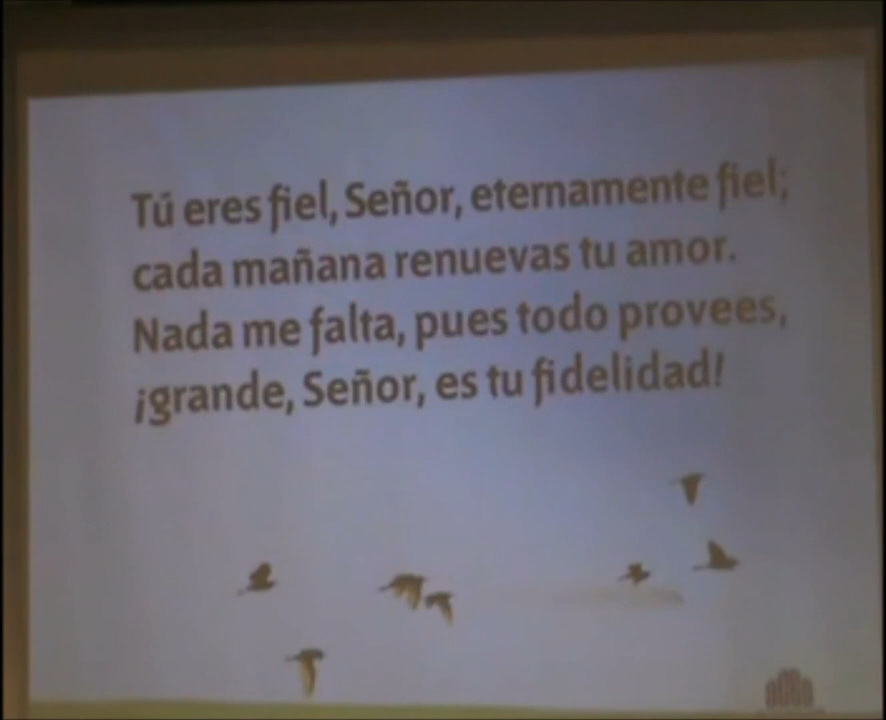 Tú eres fiel, Señor, eternamente fiel;
cada mañana renuevas tu amor.
Nada me falta, pues todo provees,
¡grande, Señor, es tu fidelidad!